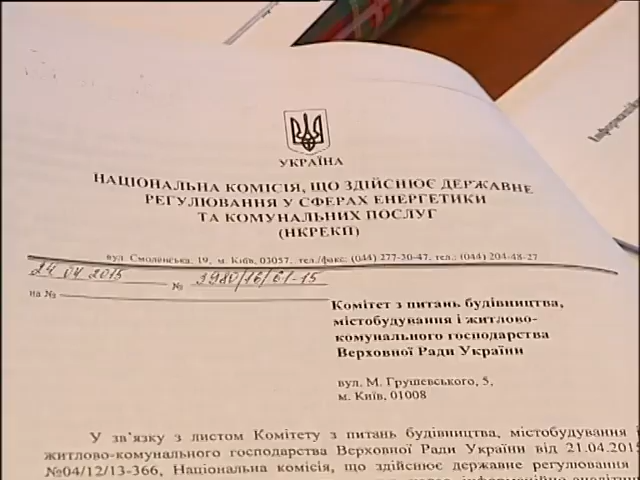 УКРАЇНА
НАЦІОНАЛЬНА КОМІСІЯ, ЩО ЗДІЙСНЮЄ ДЕРЖАВНЕ
РЕГУЛЮВАННЯ У СФЕРАХ ЕНЕРГЕТИКИ
ТА КОМУНАЛЬНИХ ПОСЛУГ
(НКРЕКП)
вул. Смоленська, 19, м. Київ, 03057, тел./факс: (044) 277-30-47, тел.: (044) 204-48-27
24 04 2015 № 3980/16/61-15
на №
Комітет з питань будівництва,
містобудування і житлово-
комунального господарства
Верховної Ради України
вул. М. Грушевського, 5,
м. Київ, 01008
У зв'язку з листом Комітету з питань будівництва, містобудування і
житлово-комунального господарства Верховної Ради України від 21.04.2015
№04/12/13-366, Національна комісія, що здійснює державне регулювання